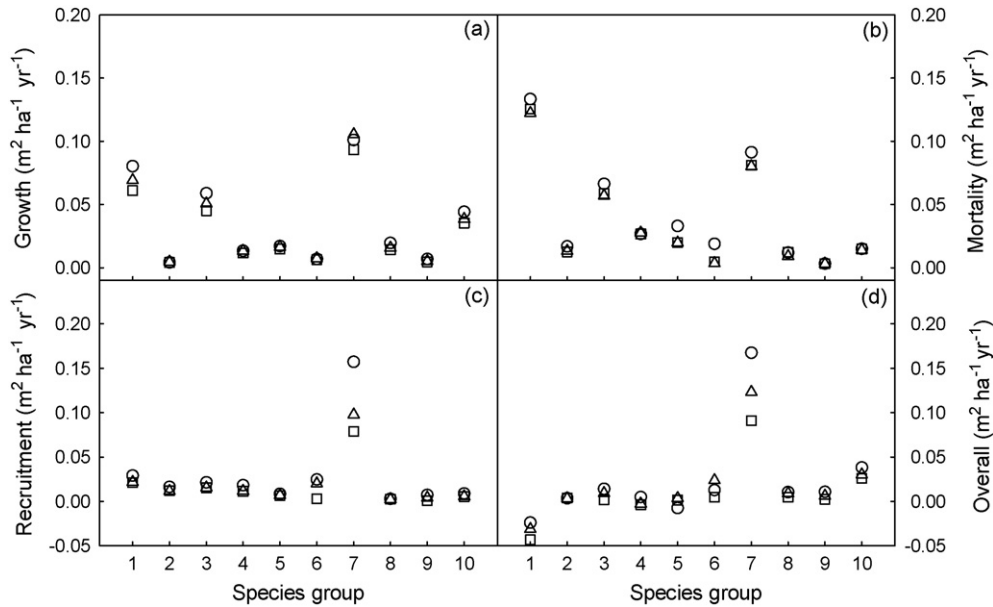 0.20 (a) (b) 0.20
0.15 0.15
0.10 0.10
0.05 0.05
0.00 0.00
Growth (m² ha⁻¹ yr⁻¹)
Mortality (m² ha⁻¹ yr⁻¹)
(c) (d)
0.20 0.20
0.15 0.15
0.10 0.10
0.05 0.05
0.00 0.00
-0.05 -0.05
Recruitment (m² ha⁻¹ yr⁻¹)
Overall (m² ha⁻¹ yr⁻¹)
1 2 3 4 5 6 7 8 9 10 1 2 3 4 5 6 7 8 9 10
Species group Species group